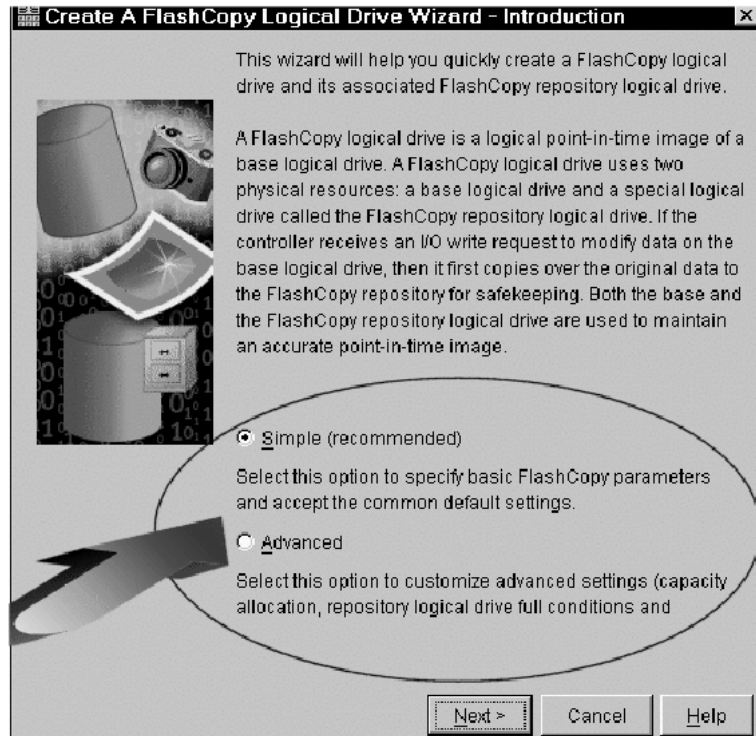 Create A FlashCopy Logical Drive Wizard - Introduction
This wizard will help you quickly create a FlashCopy logical
drive and its associated FlashCopy repository logical drive.
A FlashCopy logical drive is a logical point-in-time image of a
base logical drive. A FlashCopy logical drive uses two
physical resources: a base logical drive and a special logical
drive called the FlashCopy repository logical drive. If the
controller receives an I/O write request to modify data on the
base logical drive, then it first copies over the original data to
the FlashCopy repository for safekeeping. Both the base and
the FlashCopy repository logical drive are used to maintain
an accurate point-in-time image.
Simple (recommended)
Select this option to specify basic FlashCopy parameters
and accept the common default settings.
Advanced
Select this option to customize advanced settings (capacity
allocation, repository logical drive full conditions and
Next >
Cancel
Help